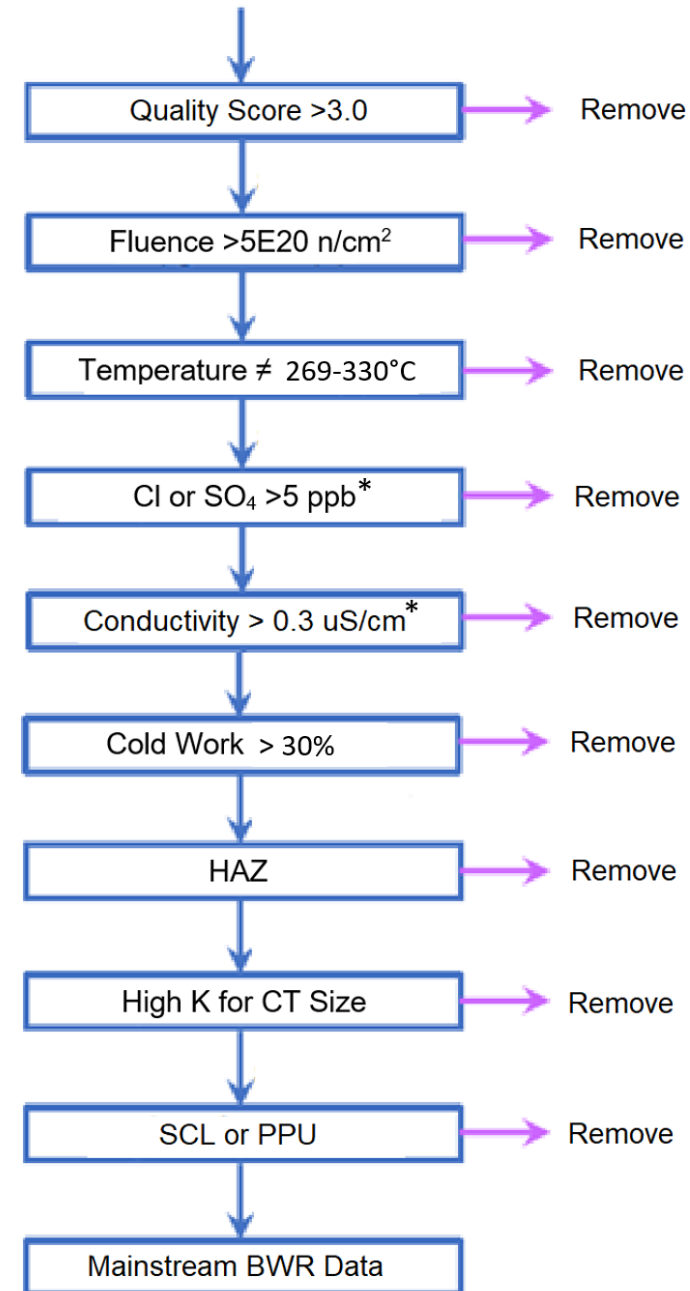 Quality Score >3.0 Remove
Fluence >5E20 n/cm² Remove
Temperature ≠ 269-330°C Remove
Cl or SO₄ >5 ppb* Remove
Conductivity > 0.3 uS/cm* Remove
Cold Work > 30% Remove
HAZ Remove
High K for CT Size Remove
SCL or PPU Remove
Mainstream BWR Data